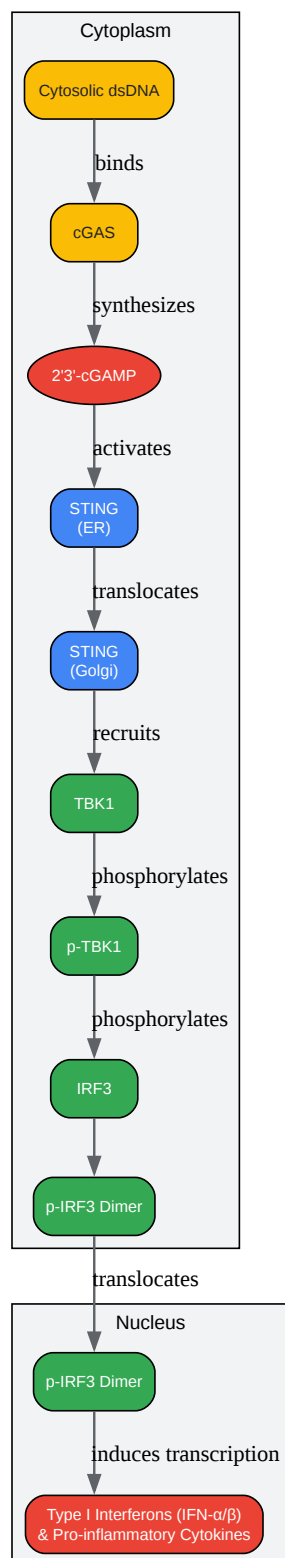 Cytoplasm
Cytosolic dsDNA
binds
cGAS
synthesizes
2'3'-cGAMP
activates
STING
(ER)
translocates
STING
(Golgi)
recruits
TBK1
phosphorylates
p-TBK1
phosphorylates
IRF3
p-IRF3 Dimer
translocates
Nucleus
p-IRF3 Dimer
induces transcription
Type I Interferons (IFN-α/β)
& Pro-inflammatory Cytokines